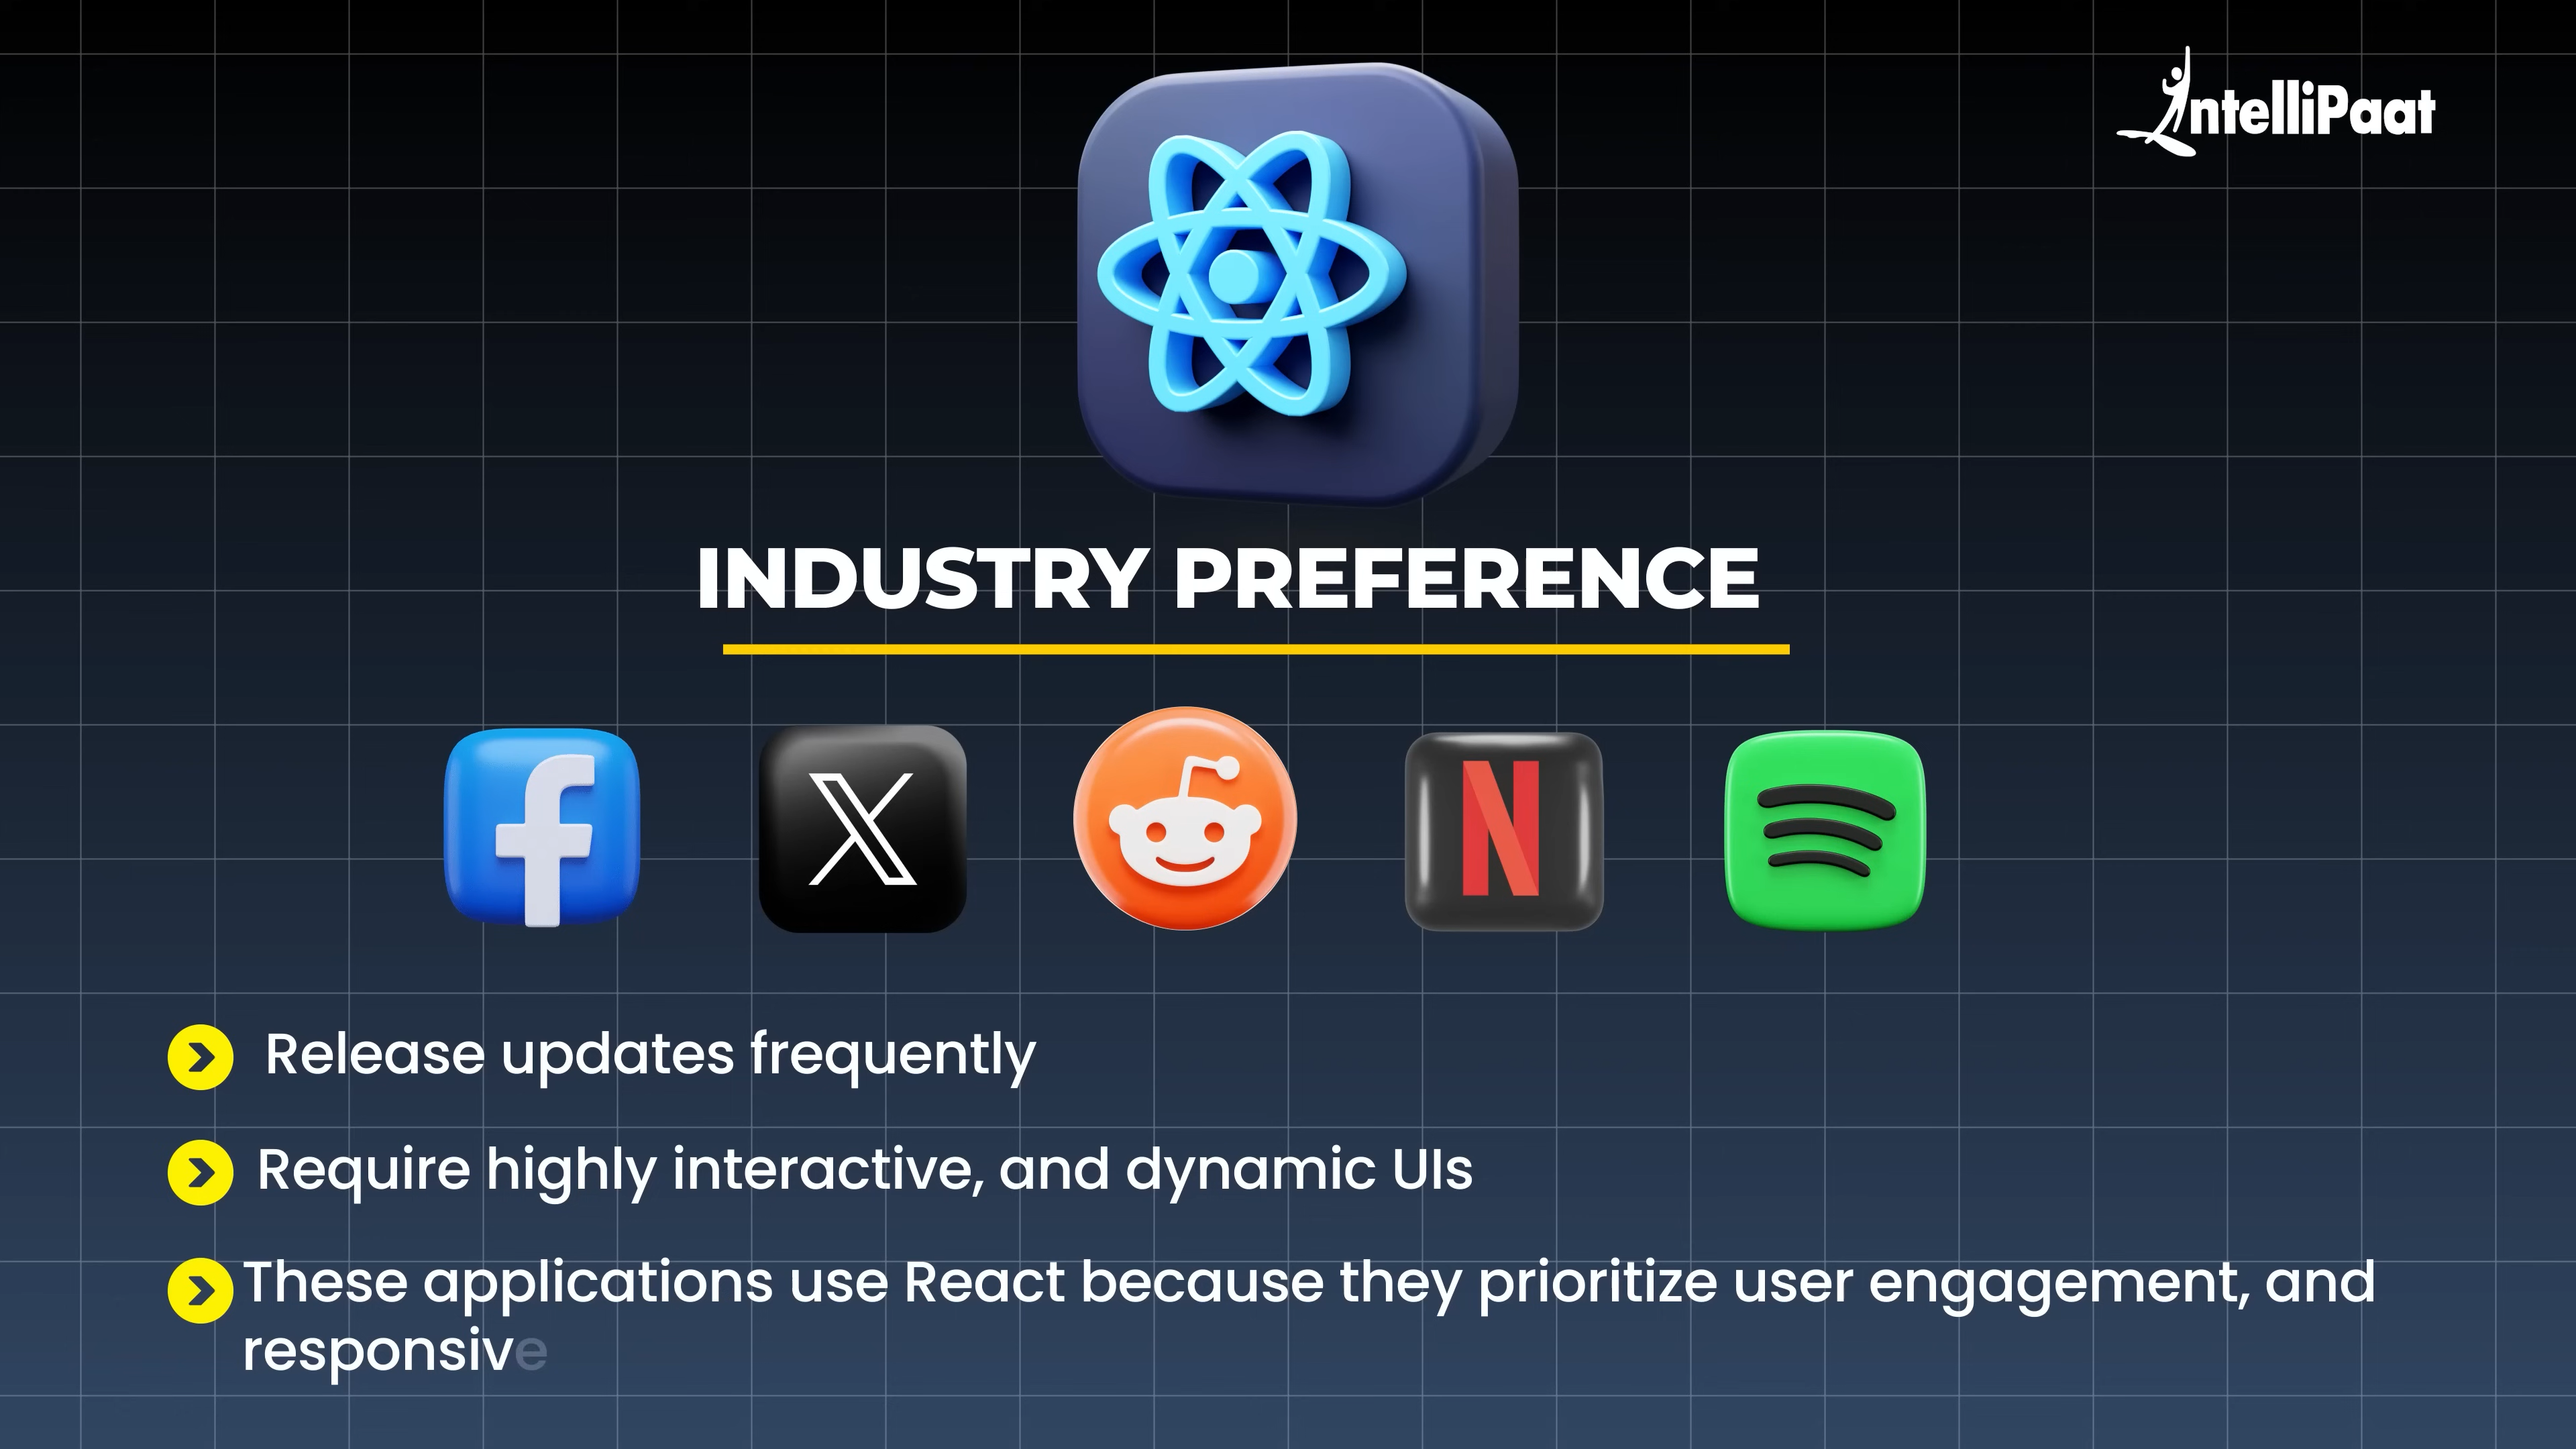 IntelliPaat
INDUSTRY PREFERENCE
Release updates frequently
Require highly interactive, and dynamic UIs
These applications use React because they prioritize user engagement, and
responsive